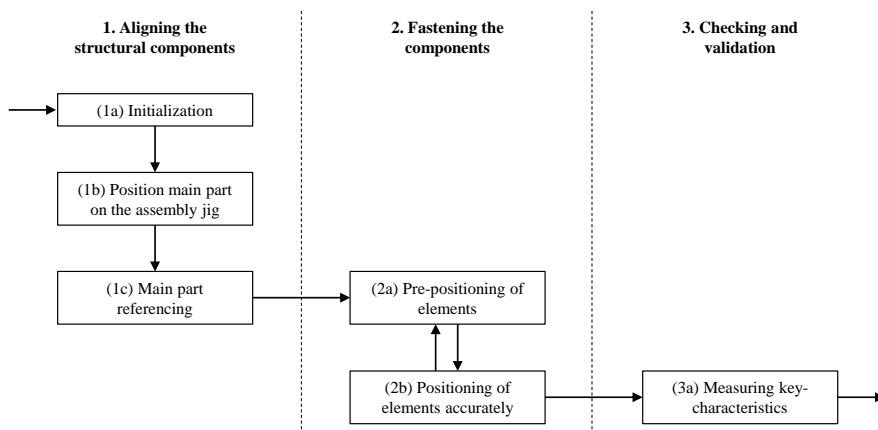 1. Aligning the
structural components
2. Fastening the
components
3. Checking and
validation
(1a) Initialization
(1b) Position main part
on the assembly jig
(1c) Main part
referencing
(2a) Pre-positioning of
elements
(2b) Positioning of
elements accurately
(3a) Measuring key-
characteristics